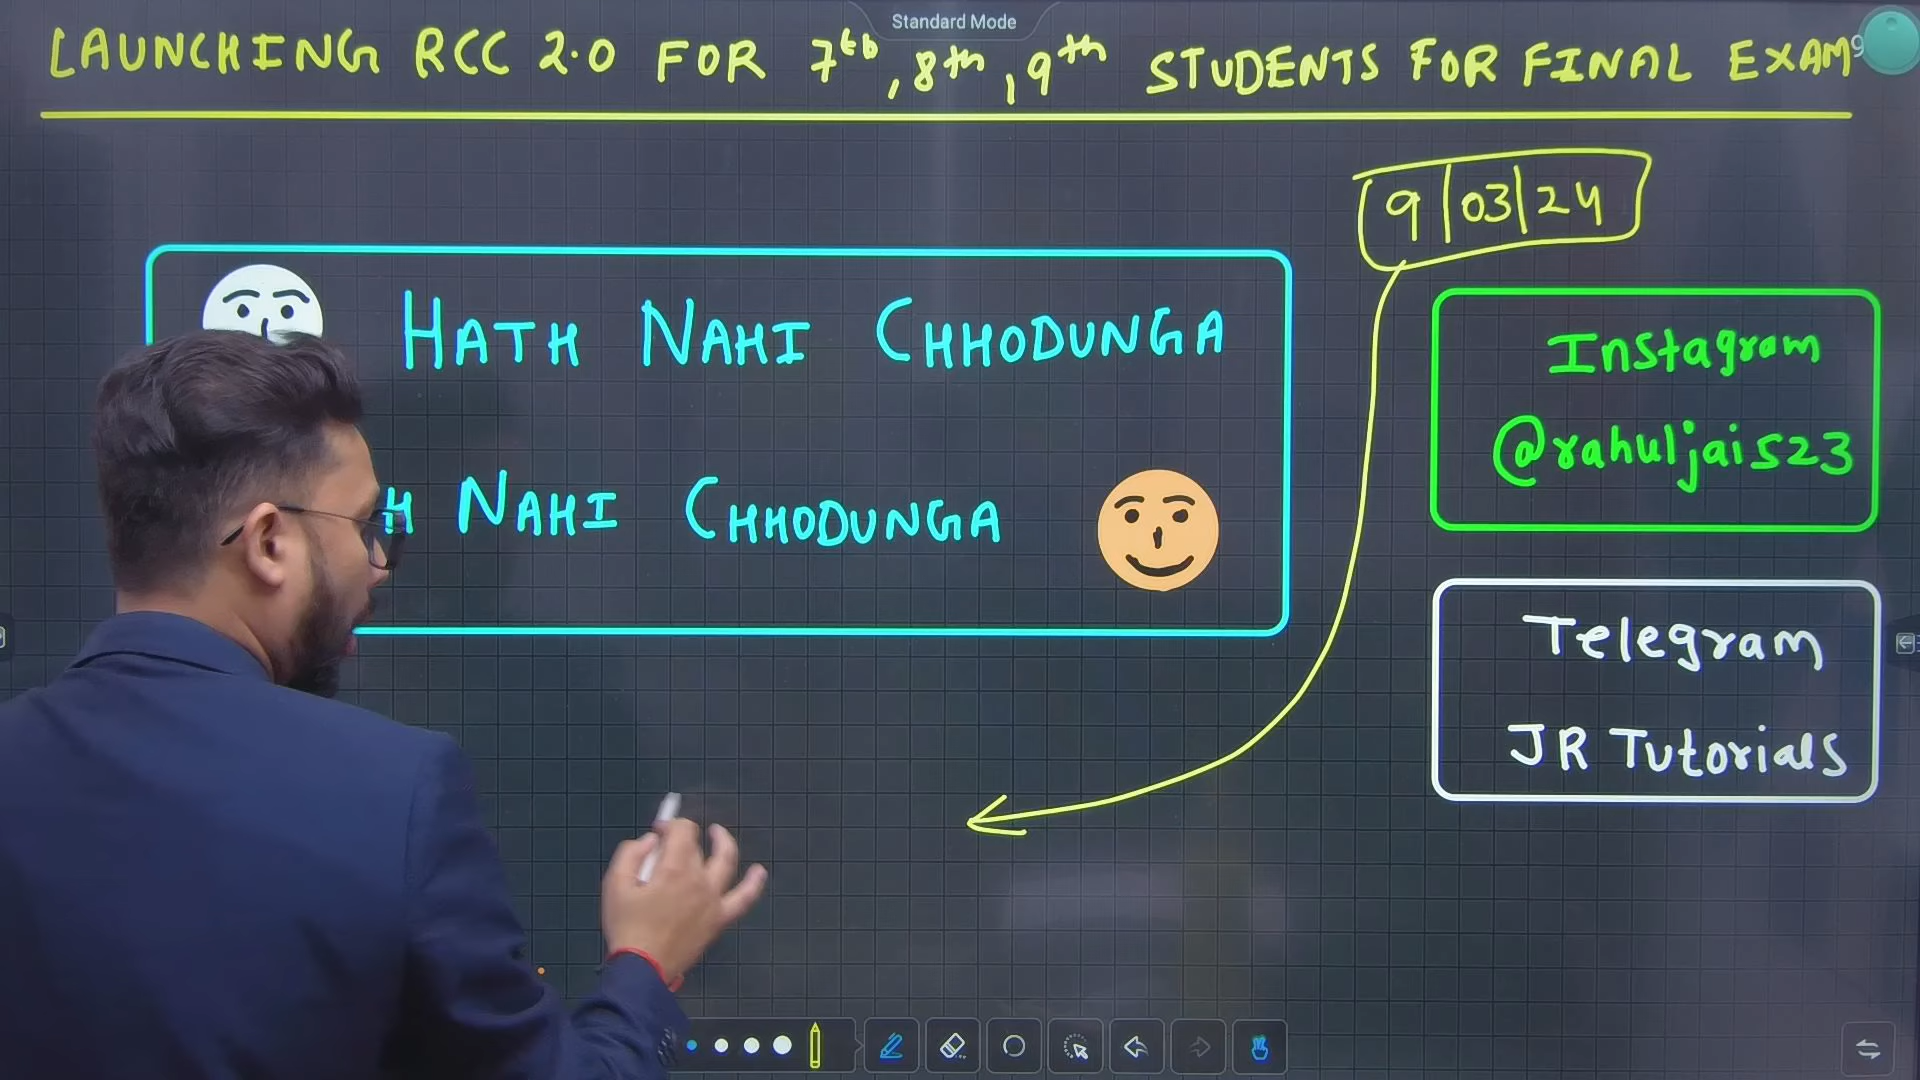 Standard Mode
LAUNCHING RCC 2.0 FOR 7th, 8th, 9th STUDENTS FOR FINAL EXAM
9
9|03|24
HATH NAHI CHHODUNGA
H NAHI CHHODUNGA
Instagram
@rahuljais23
Telegram
JR Tutorials